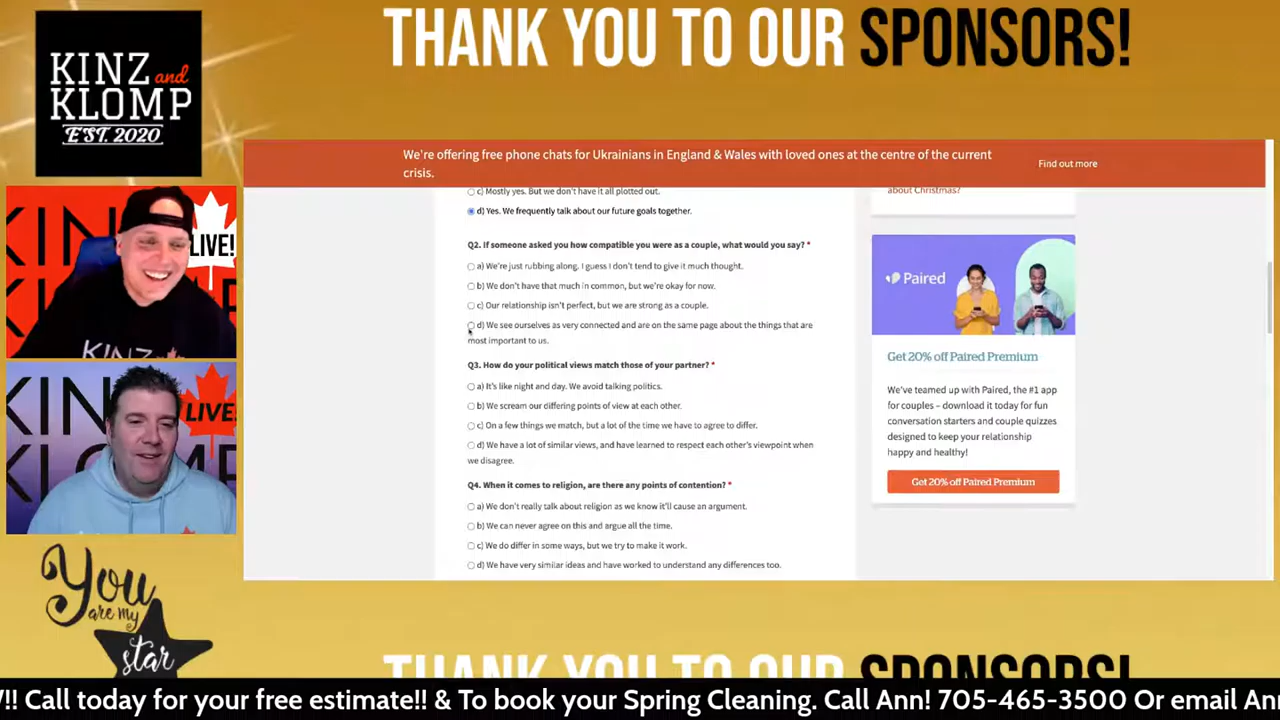 THANK YOU TO OUR SPONSORS!
KINZ and
KLOMP
EST. 2020
We're offering free phone chats for Ukrainians in England & Wales with loved ones at the centre of the current
crisis.
Find out more
c) Mostly yes. But we don't have it all plotted out.
d) Yes. We frequently talk about our future goals together.
about Christmas?
Q2. If someone asked you how compatible you were as a couple, what would you say? *
a) We're just rubbing along. I guess I don't tend to give it much thought.
b) We don't have that much in common, but we're okay for now.
c) Our relationship isn't perfect, but we are strong as a couple.
d) We see ourselves as very connected and are on the same page about the things that are
most important to us.
Q3. How do your political views match those of your partner? *
a) It's like night and day. We avoid talking politics.
b) We scream our differing points of view at each other.
c) On a few things we match, but a lot of the time we have to agree to differ.
d) We have a lot of similar views, and have learned to respect each other's viewpoint when
we disagree.
Q4. When it comes to religion, are there any points of contention? *
a) We don't really talk about religion as we know it'll cause an argument.
b) We can never agree on this and argue all the time.
c) We do differ in some ways, but we try to make it work.
d) We have very similar ideas and have worked to understand any differences too.
Paired
Get 20% off Paired Premium
We've teamed up with Paired, the #1 app
for couples – download it today for fun
conversation starters and couple quizzes
designed to keep your relationship
happy and healthy!
Get 20% off Paired Premium
KIN
LIVE!
KIN
LIVE!
You
are my
star
THANK YOU TO OUR SPONSORS!
!! Call today for your free estimate!! & To book your Spring Cleaning. Call Ann! 705-465-3500 Or email